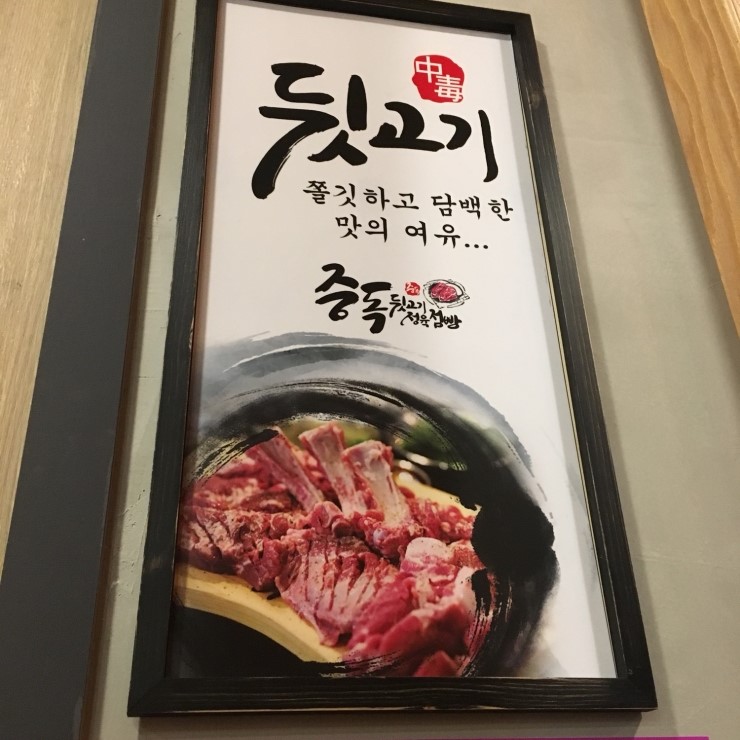 中毒
뒷고기
쫄깃하고 담백한
맛의 여유...
중독 뒷고기
정육점빵